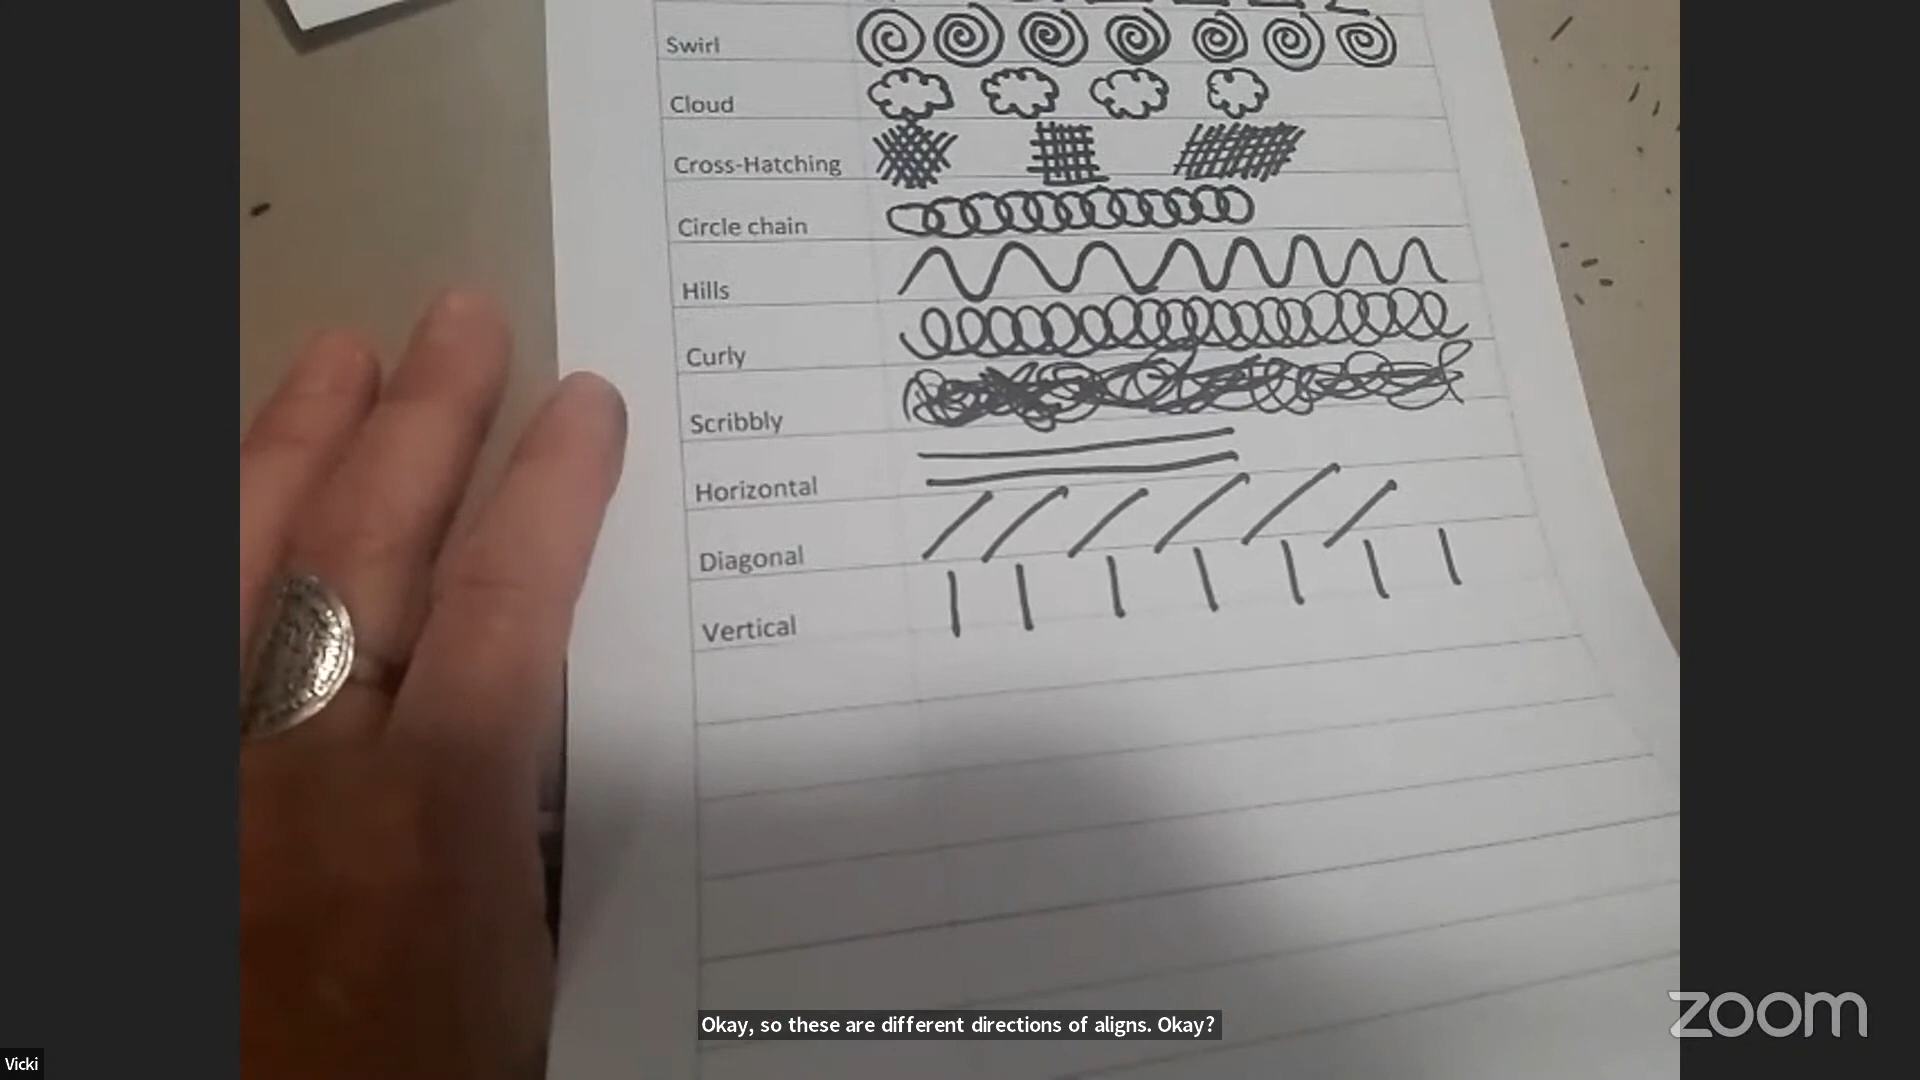 Swirl
Cloud
Cross-Hatching
Circle chain
Hills
Curly
Scribbly
Horizontal
Diagonal
Vertical
Okay, so these are different directions of aligns. Okay?
zoom
Vicki